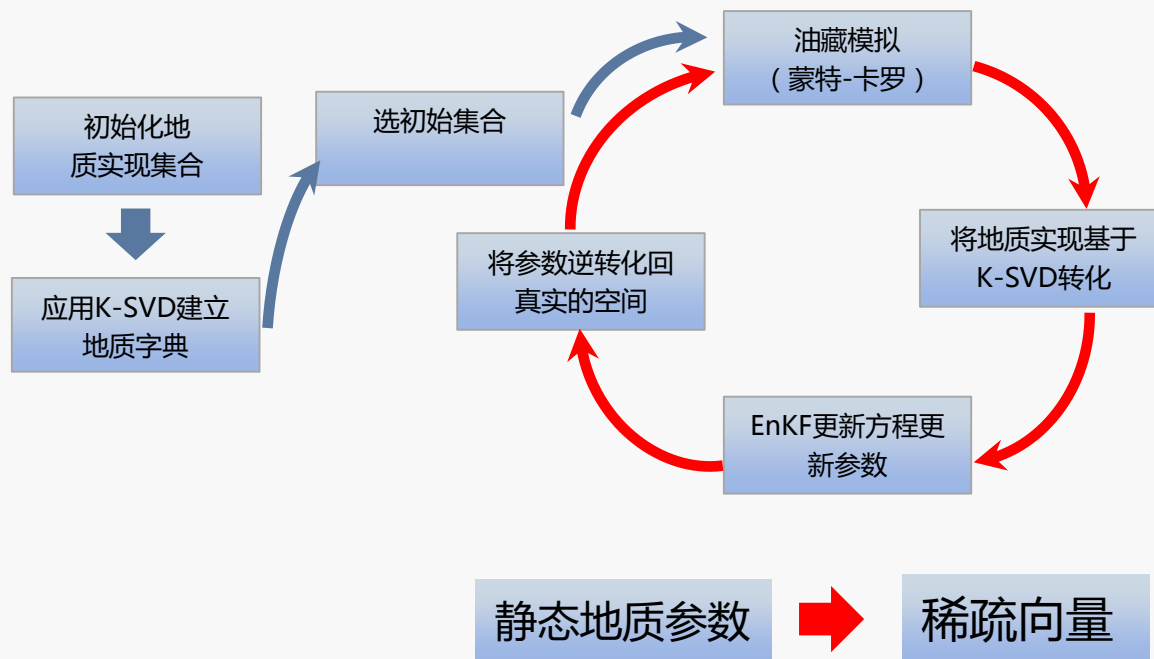 初始化地
质实现集合
应用K-SVD建立
地质字典
选初始集合
油藏模拟
（蒙特-卡罗）
将地质实现基于
K-SVD转化
EnKF更新方程更
新参数
将参数逆转化回
真实的空间
静态地质参数
稀疏向量